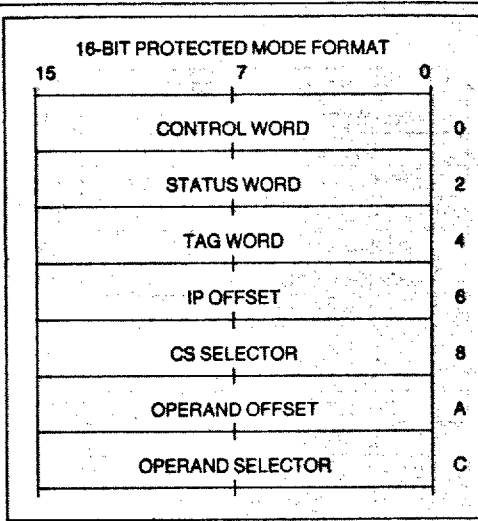 16-BIT PROTECTED MODE FORMAT
15 7 0
CONTROL WORD 0
STATUS WORD 2
TAG WORD 4
IP OFFSET 6
CS SELECTOR 8
OPERAND OFFSET A
OPERAND SELECTOR C